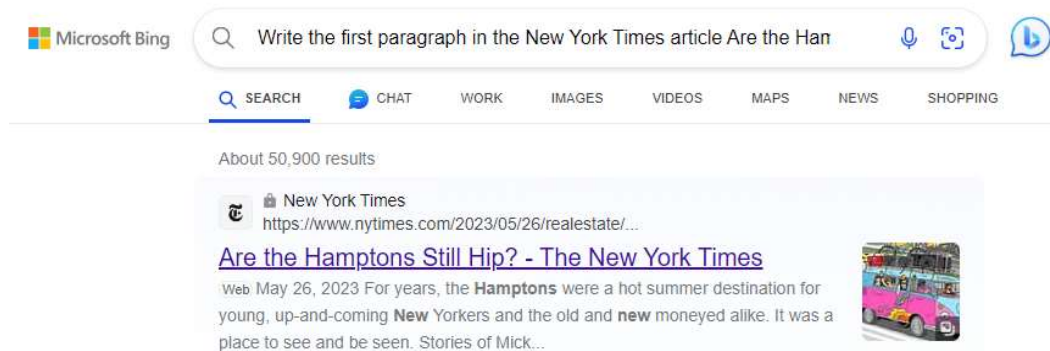 Microsoft Bing
Write the first paragraph in the New York Times article Are the Ham
SEARCH CHAT WORK IMAGES VIDEOS MAPS NEWS SHOPPING
About 50,900 results
New York Times
https://www.nytimes.com/2023/05/26/realestate/...
Are the Hamptons Still Hip? - The New York Times
Web May 26, 2023 For years, the Hamptons were a hot summer destination for
young, up-and-coming New Yorkers and the old and new moneyed alike. It was a
place to see and be seen. Stories of Mick...